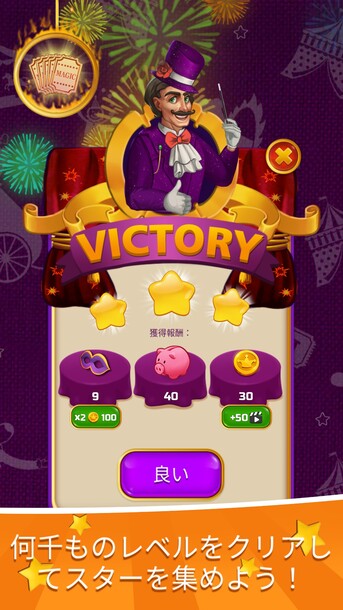 MAGIC
VICTORY
獲得報酬：
9
40
30
x2 100
+50
良い
何千ものレベルをクリアし
てスターを集めよう！